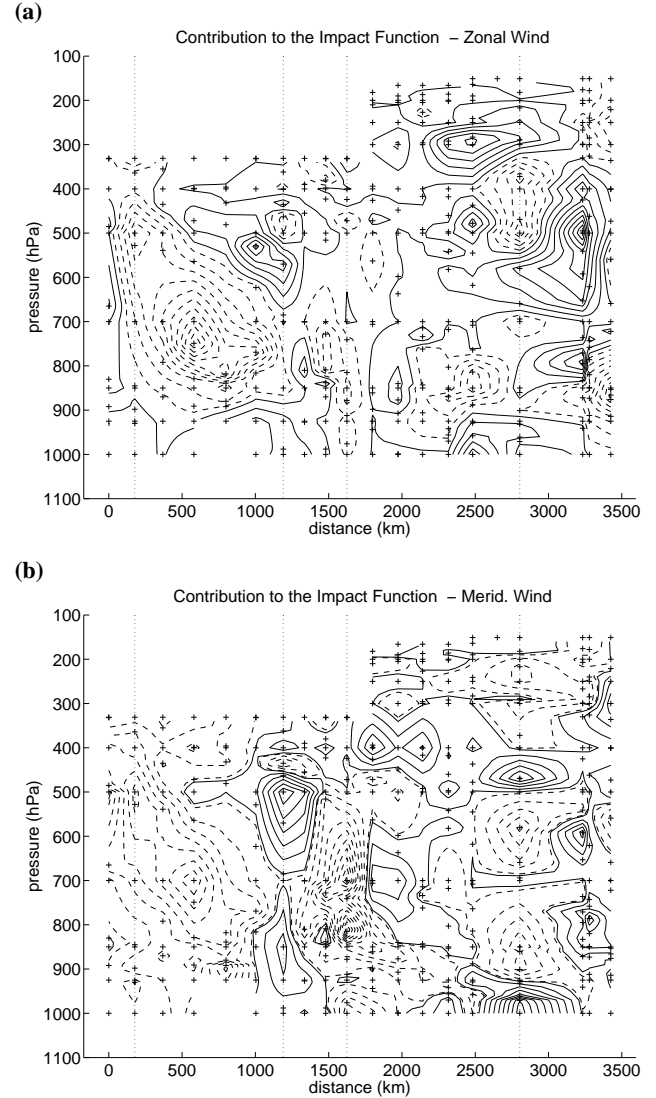 (a)
Contribution to the Impact Function – Zonal Wind
100
200
300
400
500
600
700
800
900
1000
1100
pressure (hPa)
0 500 1000 1500 2000 2500 3000 3500
distance (km)
(b)
Contribution to the Impact Function – Merid. Wind
100
200
300
400
500
600
700
800
900
1000
1100
pressure (hPa)
0 500 1000 1500 2000 2500 3000 3500
distance (km)